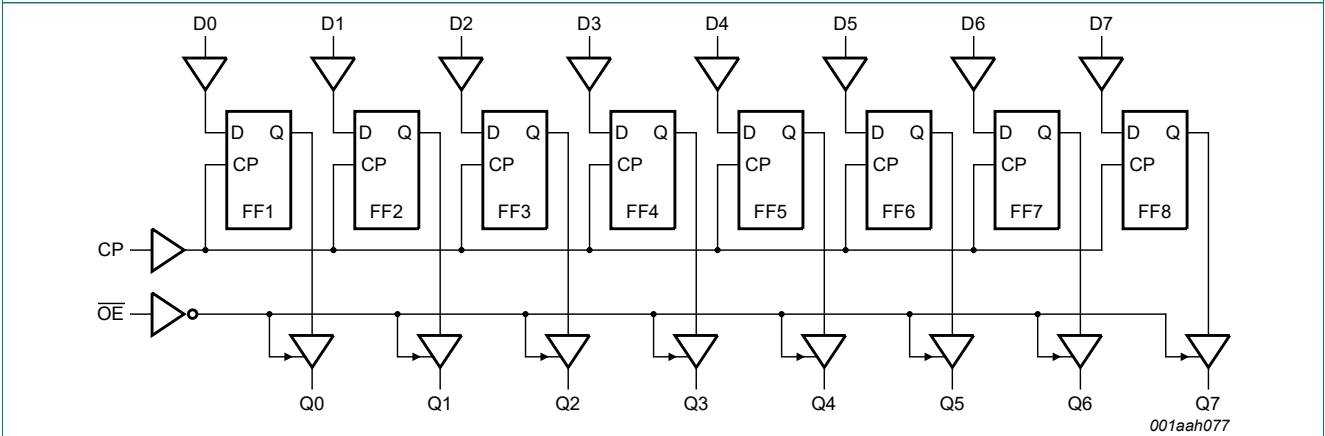 D0 D1 D2 D3 D4 D5 D6 D7
D Q D Q D Q D Q D Q D Q D Q D Q
CP CP CP CP CP CP CP CP
FF1 FF2 FF3 FF4 FF5 FF6 FF7 FF8
CP
O̅E̅
Q0 Q1 Q2 Q3 Q4 Q5 Q6 Q7
001aah077